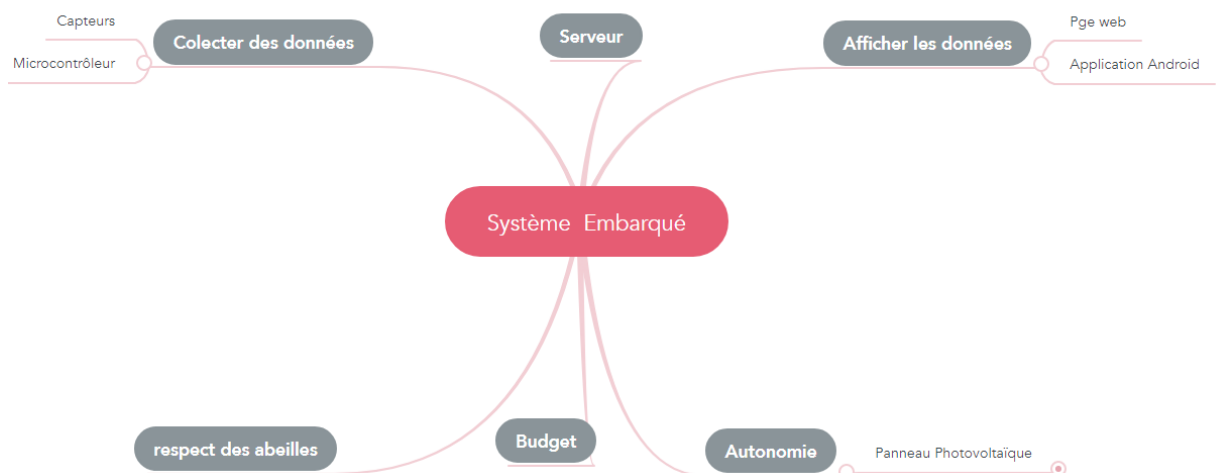 Capteurs
Microcontrôleur
Colecter des données
Serveur
Afficher les données
Pge web
Application Android
Système Embarqué
respect des abeilles
Budget
Autonomie
Panneau Photovoltaïque